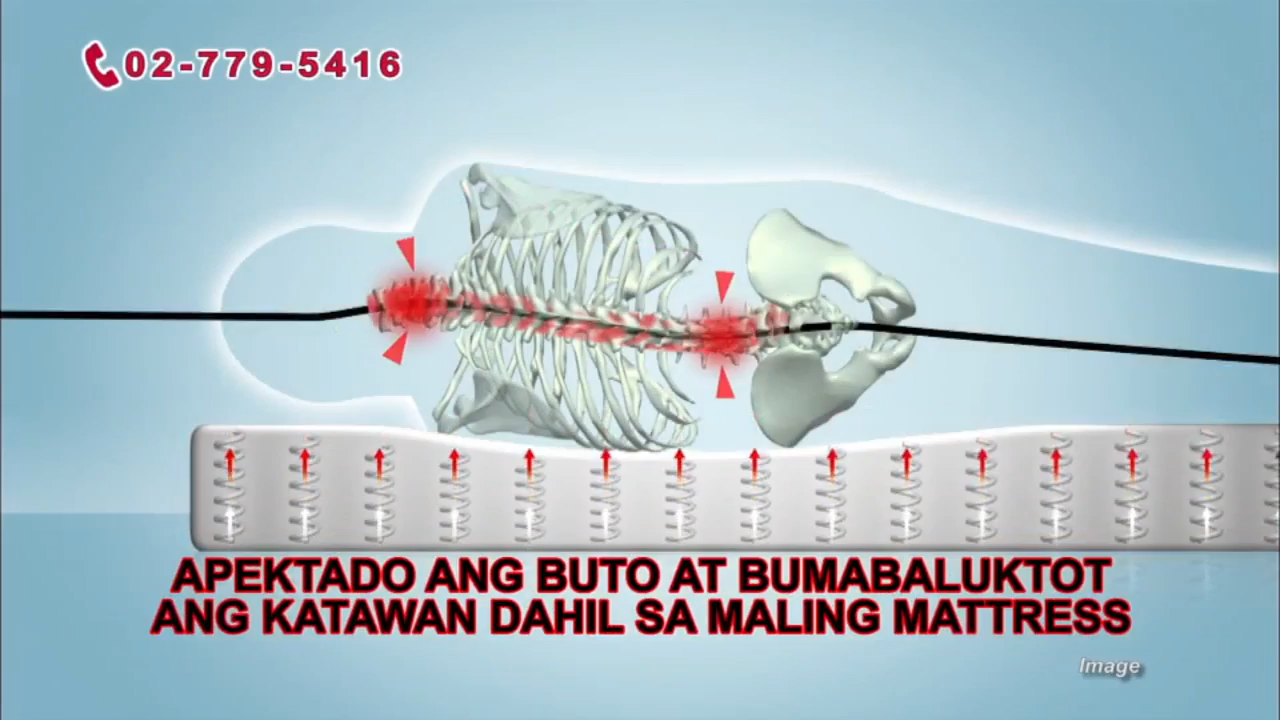 02-779-5416
APEKTADO ANG BUTO AT BUMABALUKTOT
ANG KATAWAN DAHIL SA MALING MATTRESS
Image